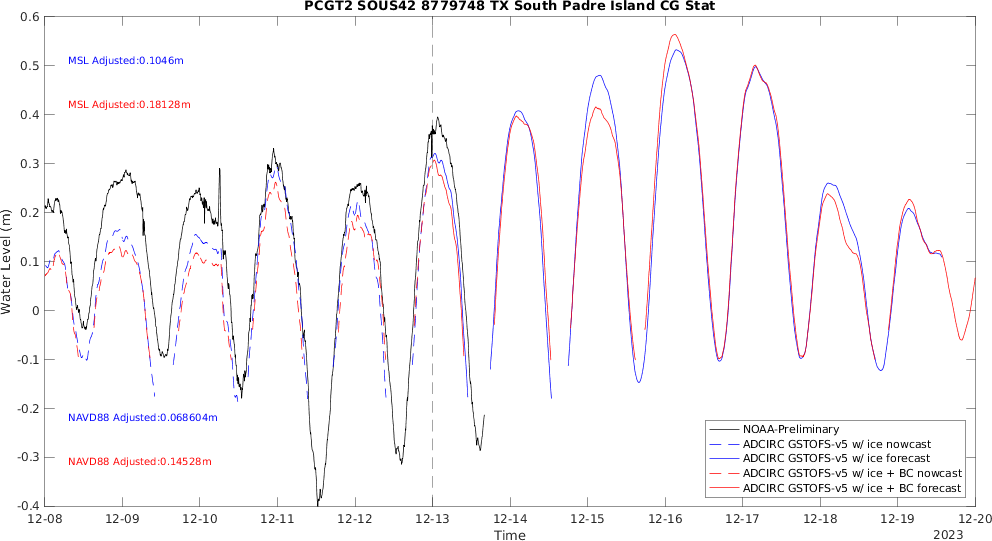 PCGT2 SOUS42 8779748 TX South Padre Island CG Stat
0.6
0.5
0.4
0.3
0.2
0.1
0
-0.1
-0.2
-0.3
-0.4
Water Level (m)
MSL Adjusted:0.1046m
MSL Adjusted:0.18128m
NAVD88 Adjusted:0.068604m
NAVD88 Adjusted:0.14528m
NOAA-Preliminary
ADCIRC GSTOFS-v5 w/ ice nowcast
ADCIRC GSTOFS-v5 w/ ice forecast
ADCIRC GSTOFS-v5 w/ ice + BC nowcast
ADCIRC GSTOFS-v5 w/ ice + BC forecast
12-08 12-09 12-10 12-11 12-12 12-13 12-14 12-15 12-16 12-17 12-18 12-19 12-20
Time
2023